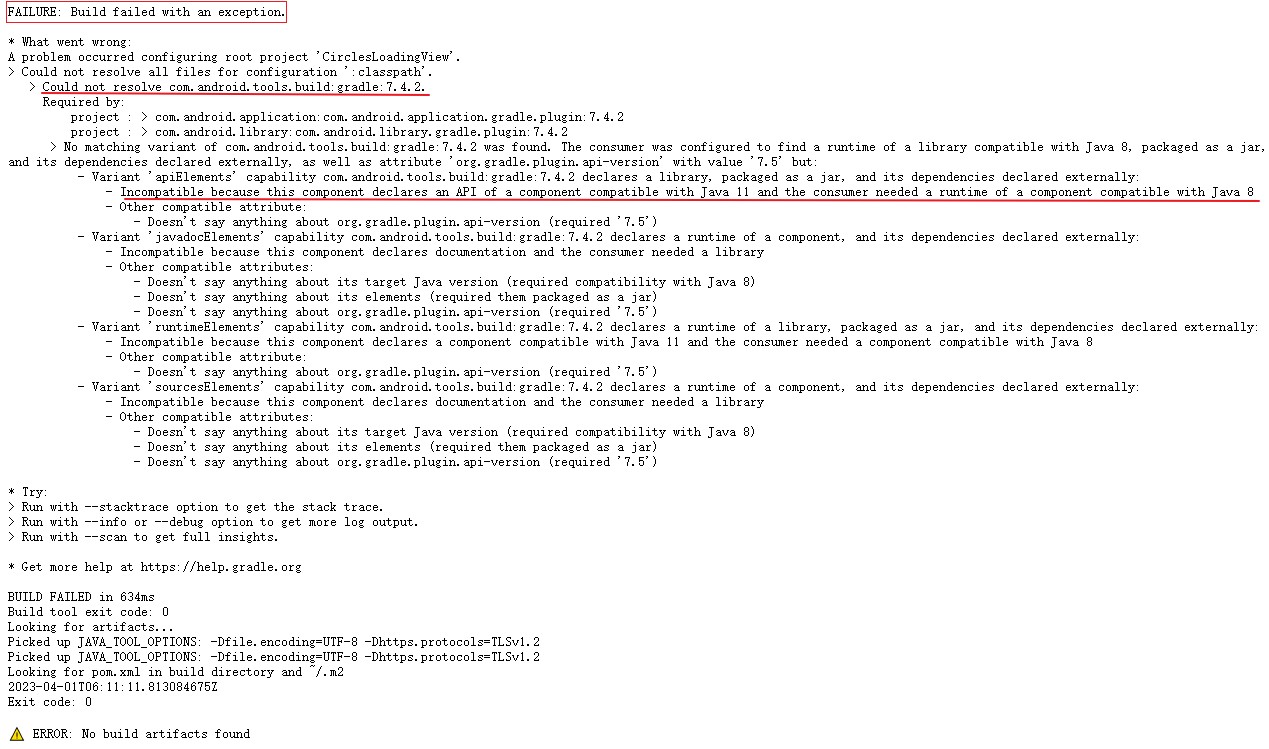 FAILURE: Build failed with an exception.
* What went wrong:
A problem occurred configuring root project 'CirclesLoadingView'.
> Could not resolve all files for configuration ':classpath'.
> Could not resolve com.android.tools.build:gradle:7.4.2.
Required by:
project : > com.android.application:com.android.application.gradle.plugin:7.4.2
project : > com.android.library:com.android.library.gradle.plugin:7.4.2
> No matching variant of com.android.tools.build:gradle:7.4.2 was found. The consumer was configured to find a runtime of a library compatible with Java 8, packaged as a jar,
and its dependencies declared externally, as well as attribute 'org.gradle.plugin.api-version' with value '7.5' but:
- Variant 'apiElements' capability com.android.tools.build:gradle:7.4.2 declares a library, packaged as a jar, and its dependencies declared externally:
- Incompatible because this component declares an API of a component compatible with Java 11 and the consumer needed a runtime of a component compatible with Java 8
- Other compatible attribute:
- Doesn't say anything about org.gradle.plugin.api-version (required '7.5')
- Variant 'javadocElements' capability com.android.tools.build:gradle:7.4.2 declares a runtime of a component, and its dependencies declared externally:
- Incompatible because this component declares documentation and the consumer needed a library
- Other compatible attributes:
- Doesn't say anything about its target Java version (required compatibility with Java 8)
- Doesn't say anything about its elements (required them packaged as a jar)
- Doesn't say anything about org.gradle.plugin.api-version (required '7.5')
- Variant 'runtimeElements' capability com.android.tools.build:gradle:7.4.2 declares a runtime of a library, packaged as a jar, and its dependencies declared externally:
- Incompatible because this component declares a component compatible with Java 11 and the consumer needed a component compatible with Java 8
- Other compatible attribute:
- Doesn't say anything about org.gradle.plugin.api-version (required '7.5')
- Variant 'sourcesElements' capability com.android.tools.build:gradle:7.4.2 declares a runtime of a component, and its dependencies declared externally:
- Incompatible because this component declares documentation and the consumer needed a library
- Other compatible attributes:
- Doesn't say anything about its target Java version (required compatibility with Java 8)
- Doesn't say anything about its elements (required them packaged as a jar)
- Doesn't say anything about org.gradle.plugin.api-version (required '7.5')
* Try:
> Run with --stacktrace option to get the stack trace.
> Run with --info or --debug option to get more log output.
> Run with --scan to get full insights.
* Get more help at https://help.gradle.org
BUILD FAILED in 634ms
Build tool exit code: 0
Looking for artifacts...
Picked up JAVA_TOOL_OPTIONS: -Dfile.encoding=UTF-8 -Dhttps.protocols=TLSv1.2
Picked up JAVA_TOOL_OPTIONS: -Dfile.encoding=UTF-8 -Dhttps.protocols=TLSv1.2
Looking for pom.xml in build directory and ~/.m2
2023-04-01T06:11:11.813084675Z
Exit code: 0
ERROR: No build artifacts found